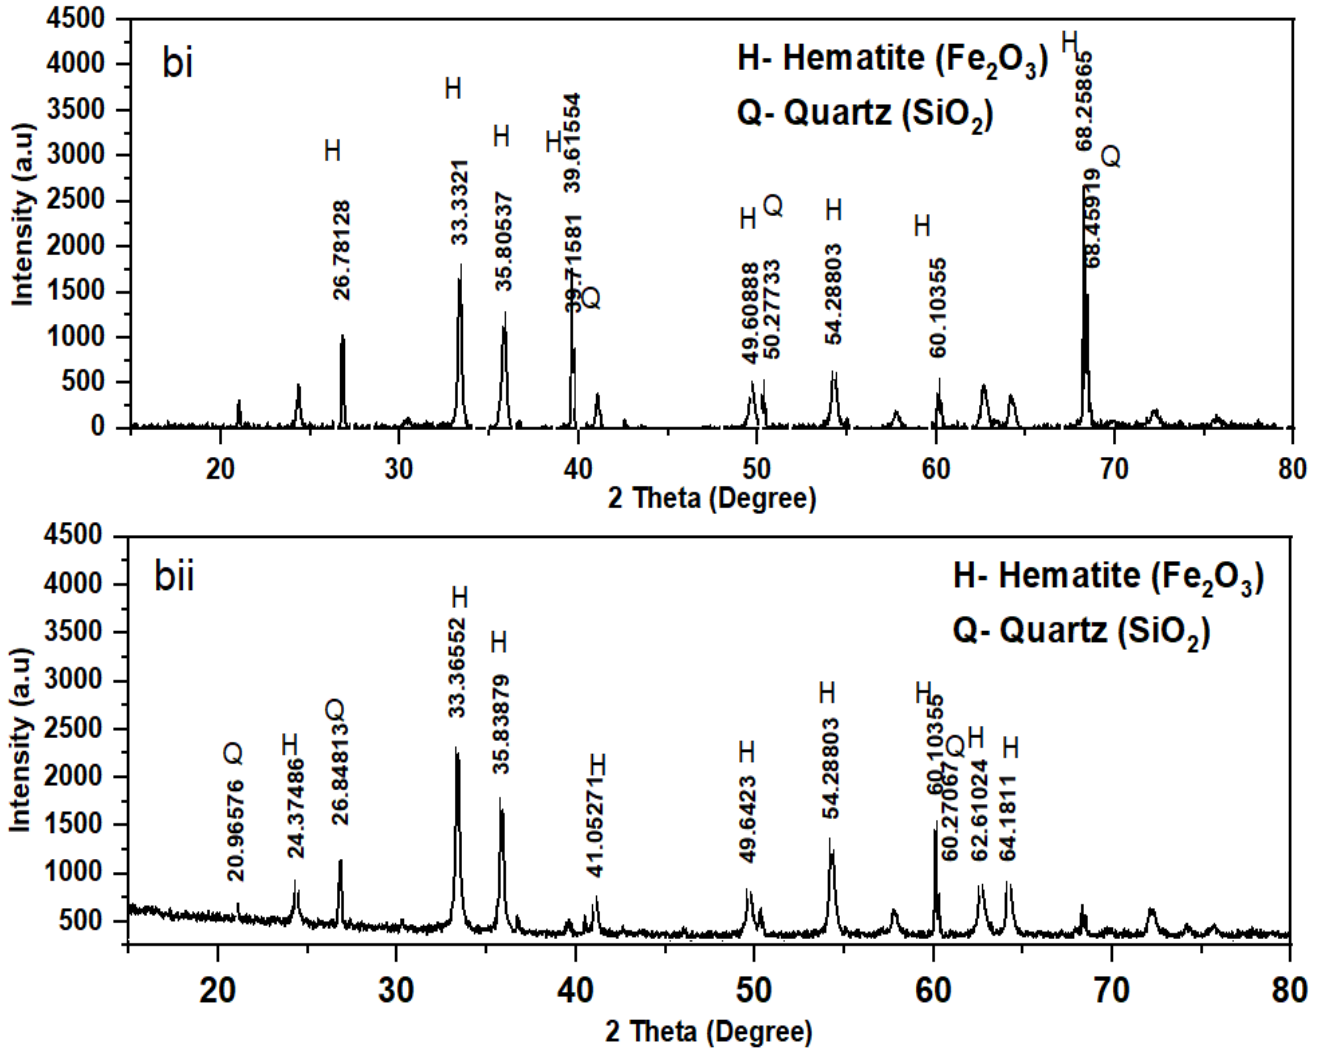 4500
4000
3500
3000
2500
2000
1500
1000
500
0
Intensity (a.u)
bi
H- Hematite (Fe₂O₃)
Q- Quartz (SiO₂)
H
26.78128
H
33.3321
H
35.80537
H
39.61554
39.71581
Q
H
49.60888
Q
50.27733
H
54.28803
H
60.10355
H
68.25865
68.45919
Q
20 30 40 50 60 70 80
2 Theta (Degree)
4500
4000
3500
3000
2500
2000
1500
1000
500
Intensity (a.u)
bii
H- Hematite (Fe₂O₃)
Q- Quartz (SiO₂)
Q
20.96576
H
24.37486
Q
26.84813
H
33.36552
H
35.83879
H
41.05271
H
49.6423
H
54.28803
H
60.10355
Q
60.27067
H
62.61024
H
64.1811
20 30 40 50 60 70 80
2 Theta (Degree)